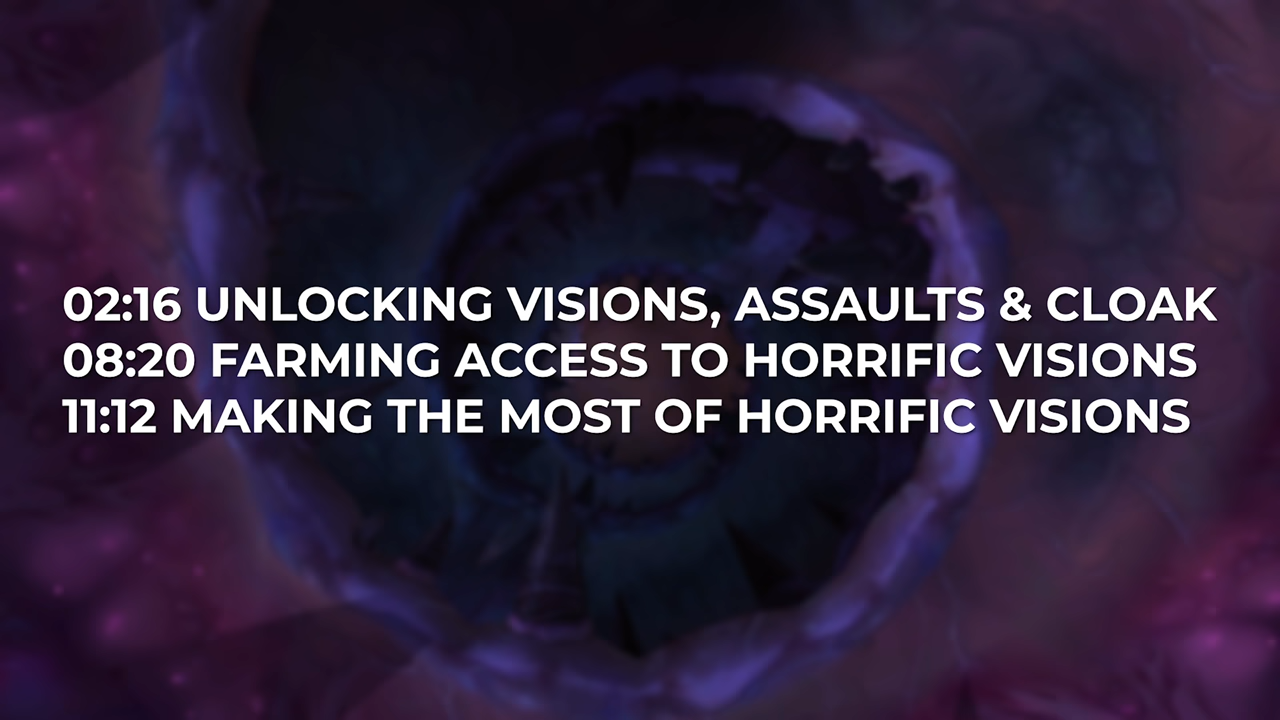 02:16 UNLOCKING VISIONS, ASSAULTS & CLOAK
08:20 FARMING ACCESS TO HORRIFIC VISIONS
11:12 MAKING THE MOST OF HORRIFIC VISIONS